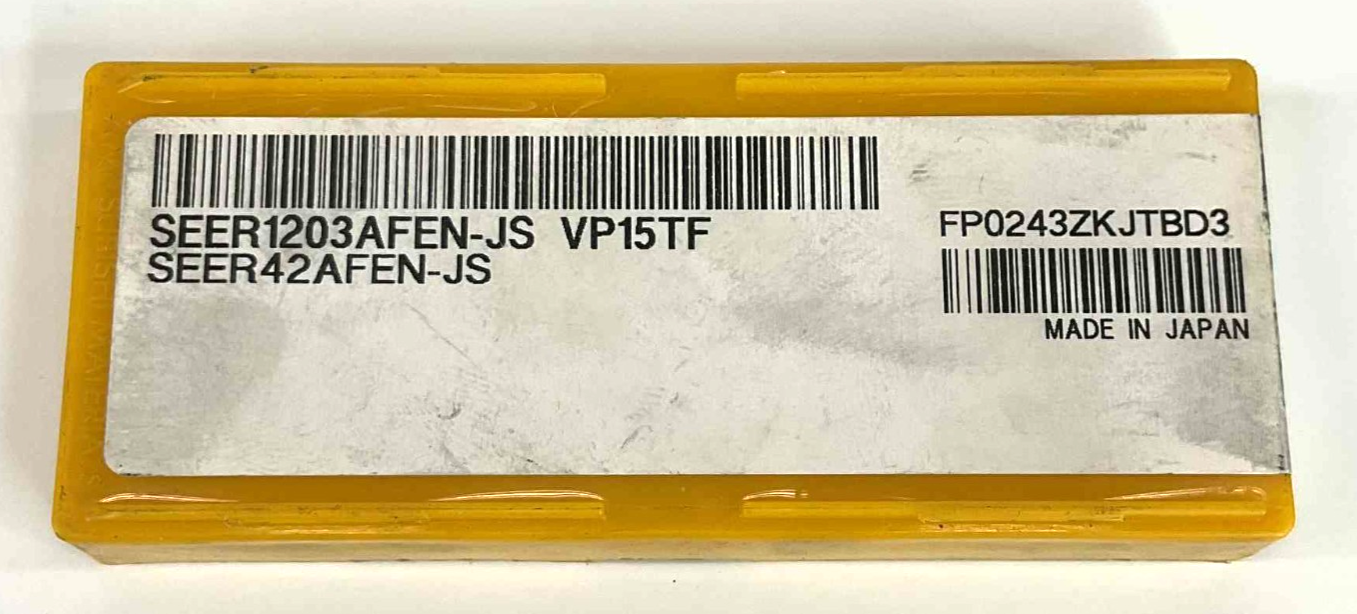 SEER1203AFEN-JS VP15TF
SEER42AFEN-JS
FP0243ZKJTBD3
MADE IN JAPAN